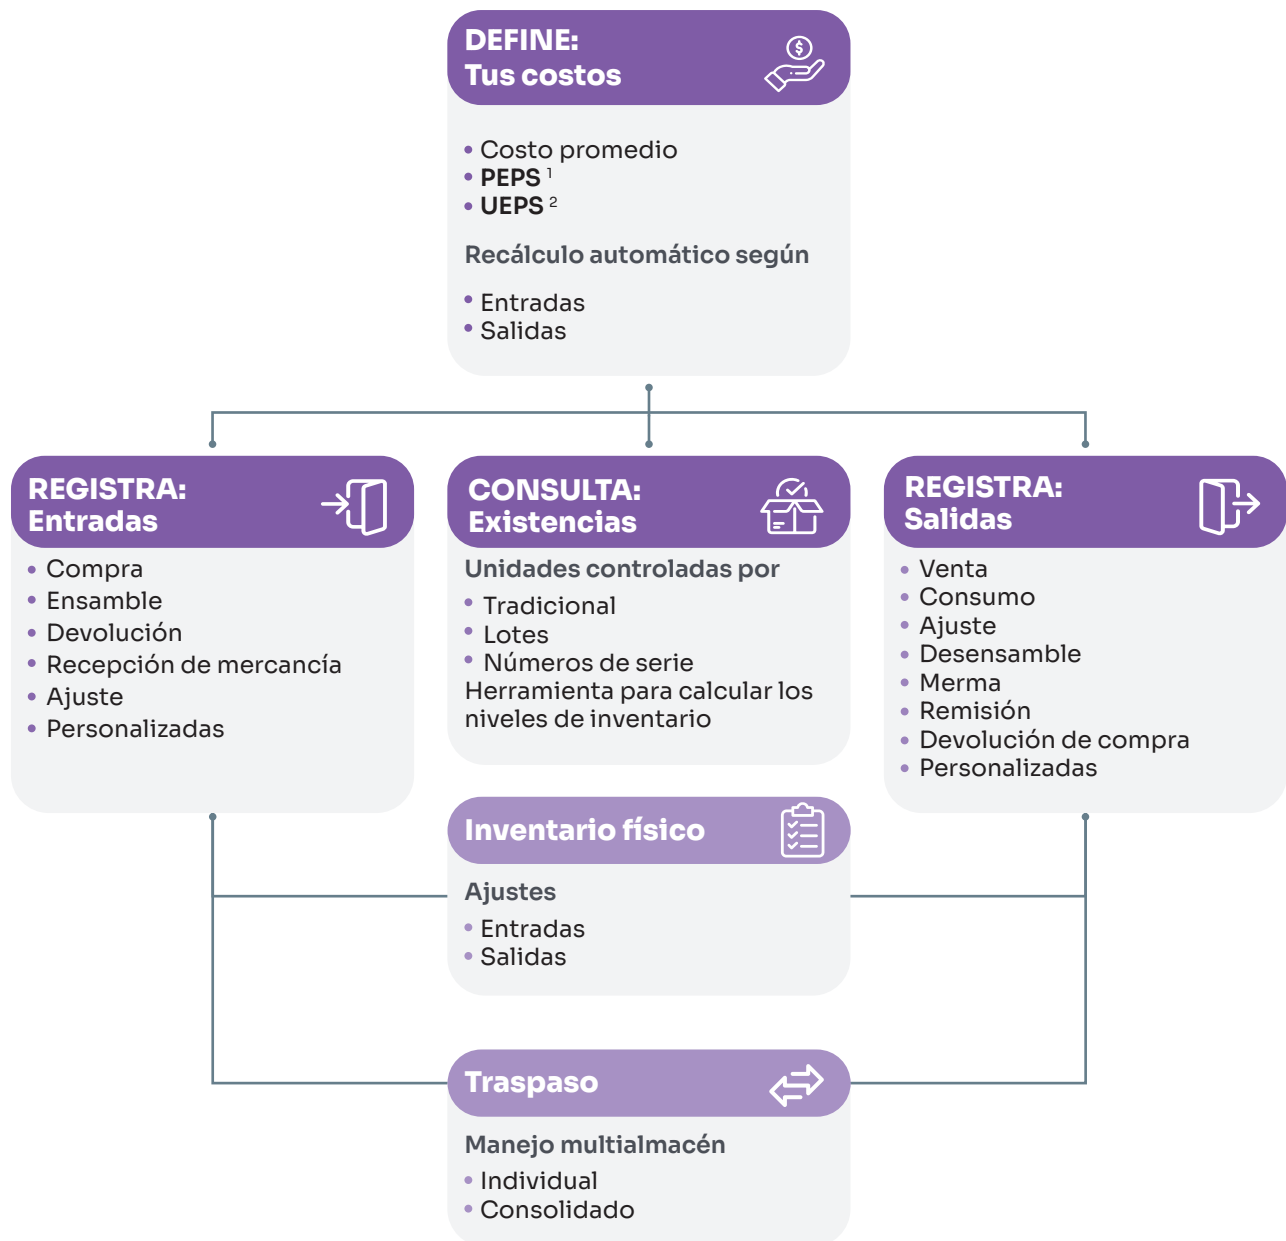 DEFINE:
Tus costos
• Costo promedio
• PEPS ¹
• UEPS ²
Recálculo automático según
• Entradas
• Salidas
REGISTRA:
Entradas
• Compra
• Ensamble
• Devolución
• Recepción de mercancía
• Ajuste
• Personalizadas
CONSULTA:
Existencias
Unidades controladas por
• Tradicional
• Lotes
• Números de serie
Herramienta para calcular los
niveles de inventario
REGISTRA:
Salidas
• Venta
• Consumo
• Ajuste
• Desensamble
• Merma
• Remisión
• Devolución de compra
• Personalizadas
Inventario físico
Ajustes
• Entradas
• Salidas
Traspaso
Manejo multialmacén
• Individual
• Consolidado